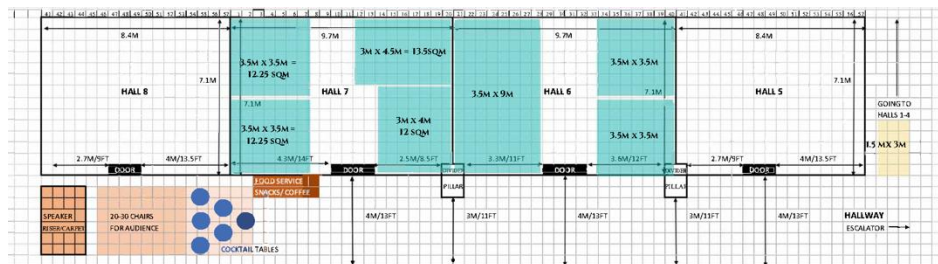 8.4M
9.7M
9.7M
8.4M
3.5M X 3.5M =
12.25 SQM
3M X 4.5M = 13.5SQM
3.5M X 3.5M
7.1M
7.1M
7.1M
HALL 8
HALL 7
3.5M X 9M
HALL 6
HALL 5
7.1M
GOING TO
HALLS 1-4
3M X 4M
12 SQM
3.5M X 3.5M =
12.25 SQM
3.5M X 3.5M
1.5 MX 3M
2.7M/9FT
4M/13.5FT
4.3M/14FT
2.5M/8.5FT
3.3M/11FT
3.6M/12FT
2.7M/9FT
4M/13.5FT
DOOR
DOOR
DOOR
DOOR
FOOD SERVICE
SNACKS/ COFFEE
PILLAR
PILLAR
SPEAKER
RISER/CARPET
20-30 CHAIRS
FOR AUDIENCE
4M/13FT
3M/11FT
4M/13FT
3M/11FT
4M/13FT
HALLWAY
ESCALATOR
COCKTAIL TABLES